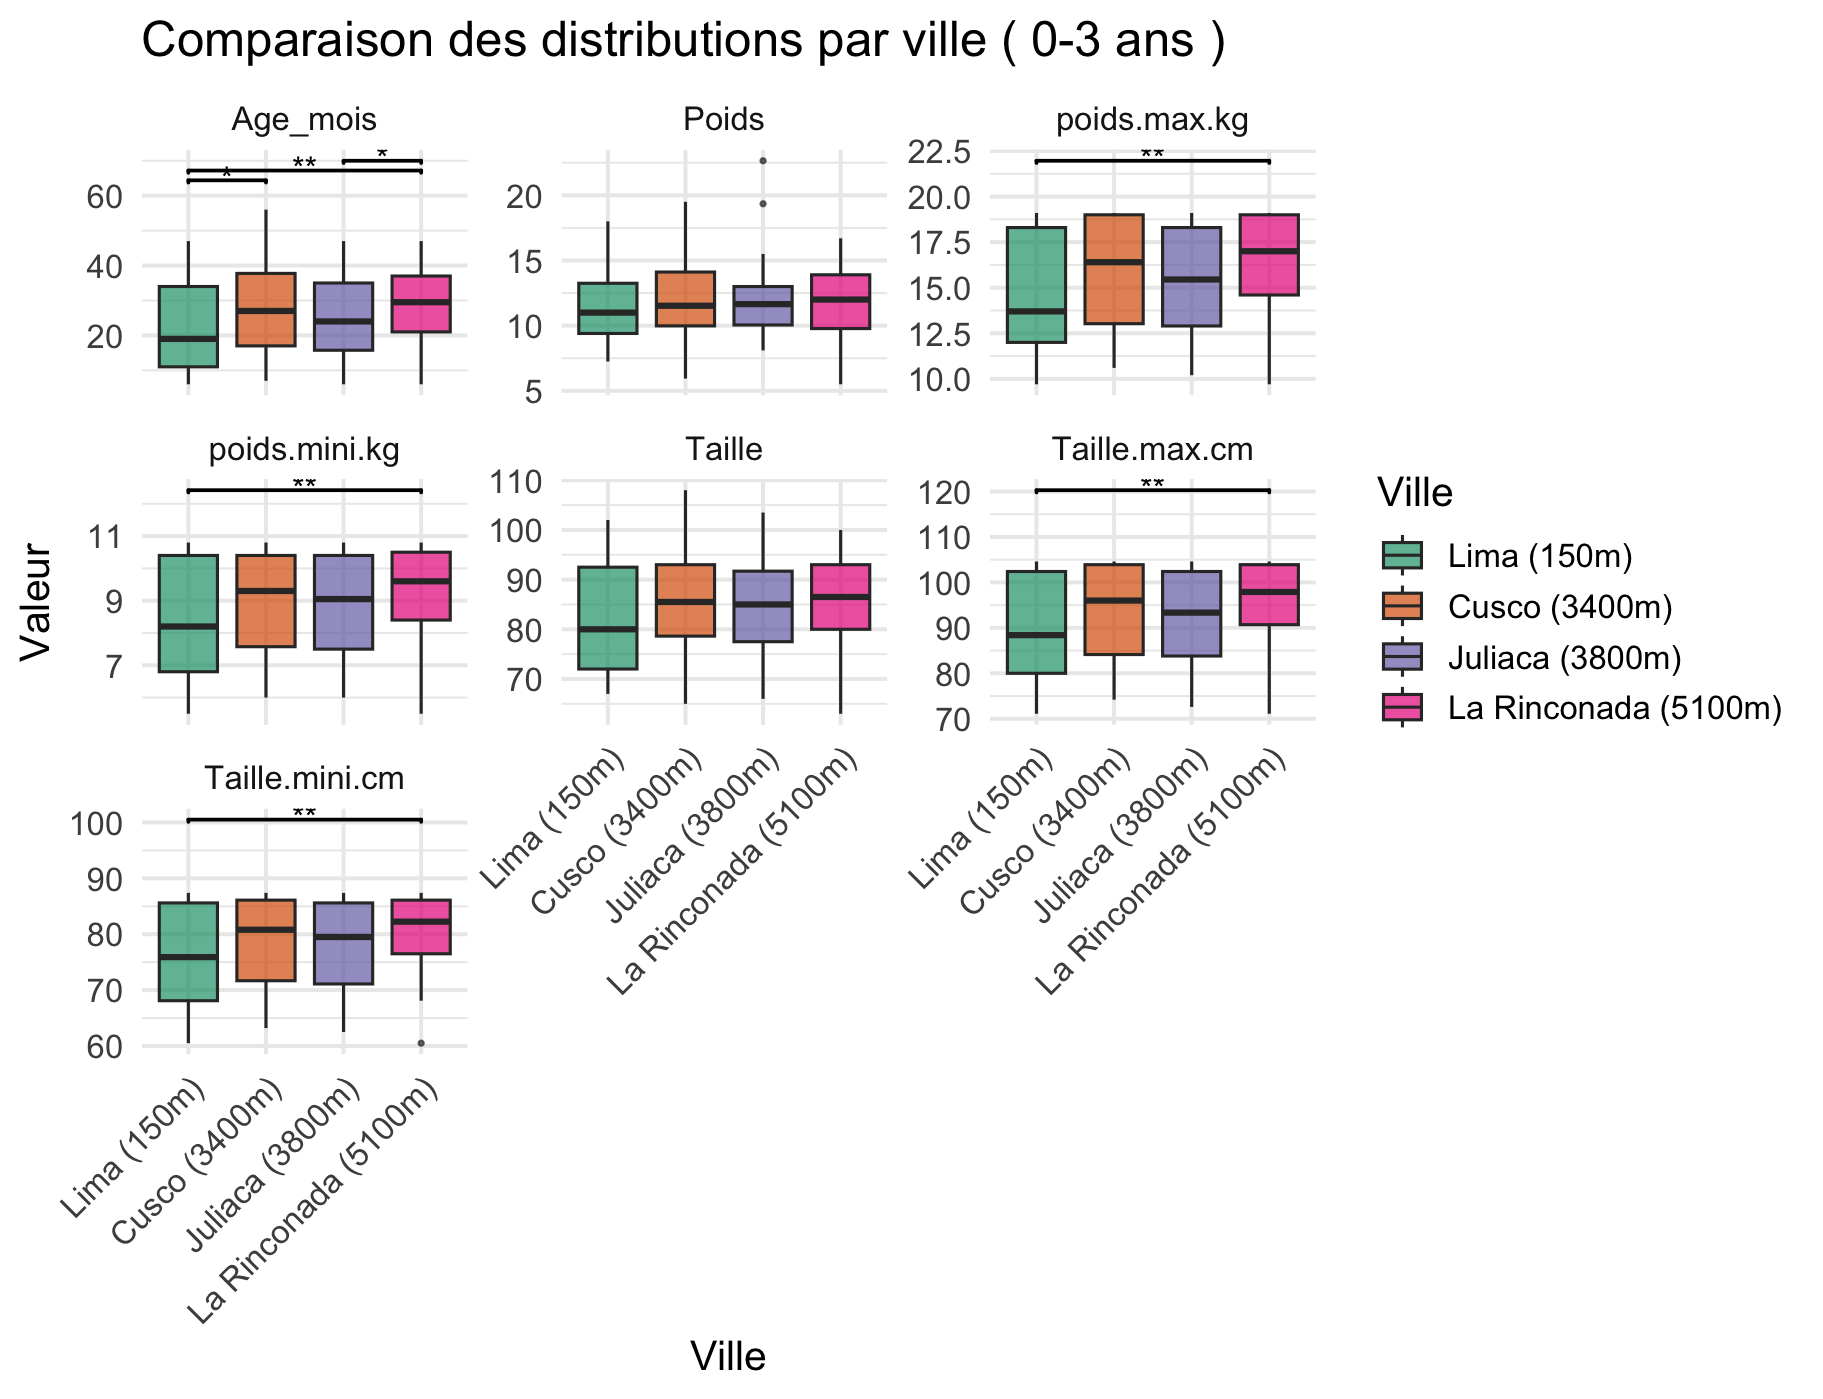 Comparaison des distributions par ville ( 0-3 ans )
Age_mois
**
*
*
60
40
20
Poids
20
15
10
5
poids.max.kg
**
22.5
20.0
17.5
15.0
12.5
10.0
poids.mini.kg
**
11
9
7
Taille
110
100
90
80
70
Taille.max.cm
**
120
110
100
90
80
70
Lima (150m)
Cusco (3400m)
Juliaca (3800m)
La Rinconada (5100m)
Lima (150m)
Cusco (3400m)
Juliaca (3800m)
La Rinconada (5100m)
Taille.mini.cm
**
100
90
80
70
60
Lima (150m)
Cusco (3400m)
Juliaca (3800m)
La Rinconada (5100m)
Valeur
Ville
Ville
Lima (150m)
Cusco (3400m)
Juliaca (3800m)
La Rinconada (5100m)